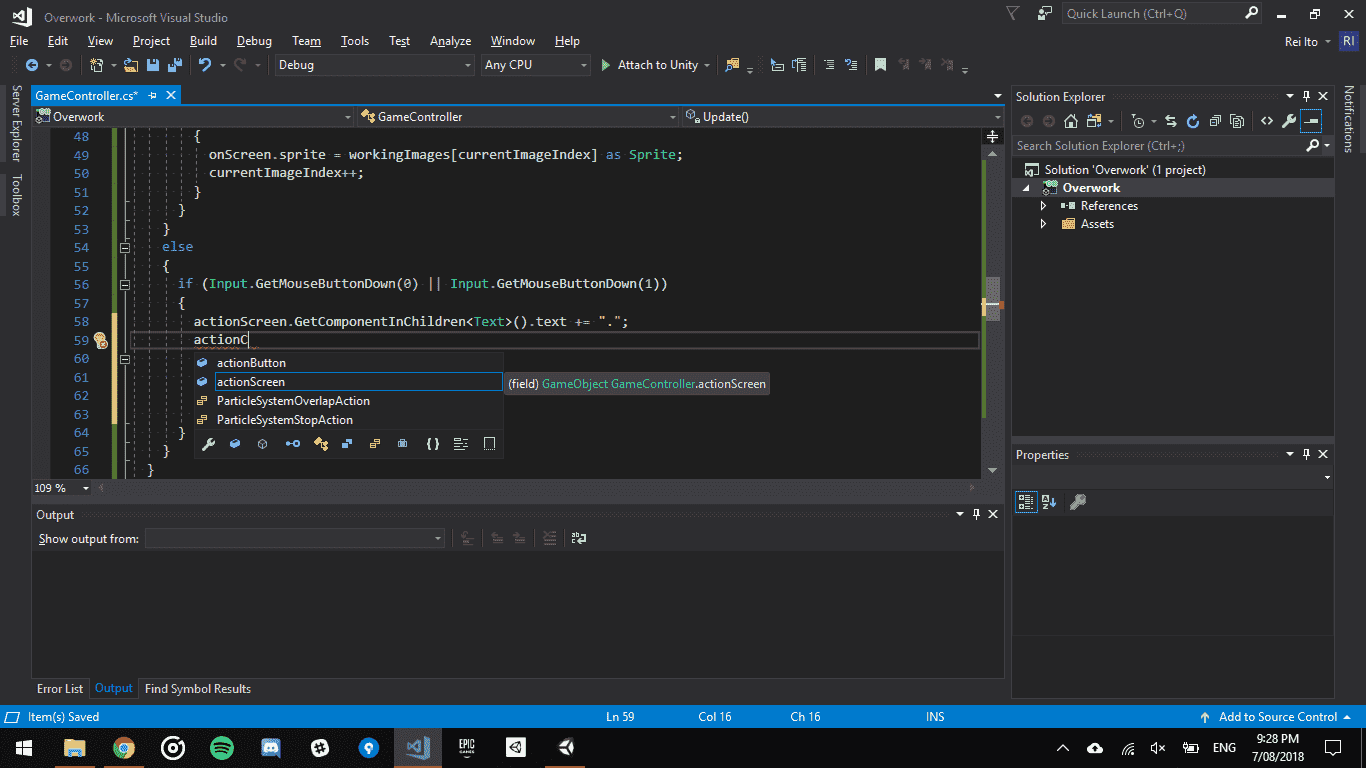 Overwork - Microsoft Visual Studio
Quick Launch (Ctrl+Q)
File Edit View Project Build Debug Team Tools Test Analyze Window Help
Rei Ito RI
Debug Any CPU Attach to Unity
Server Explorer
Toolbox
GameController.cs*
Overwork GameController Update()
48 {
49 onScreen.sprite = workingImages[currentImageIndex] as Sprite;
50 currentImageIndex++;
51 }
52 }
53 }
54 else
55 {
56 if (Input.GetMouseButtonDown(0) || Input.GetMouseButtonDown(1))
57 {
58 actionScreen.GetComponentInChildren<Text>().text += ".";
59 actionC
60
61
62
63
64 }
65 }
66 }
actionButton
actionScreen
ParticleSystemOverlapAction
ParticleSystemStopAction
(field) GameObject GameController.actionScreen
109 %
Output
Show output from:
Error List Output Find Symbol Results
Solution Explorer
Search Solution Explorer (Ctrl+;)
Solution 'Overwork' (1 project)
Overwork
References
Assets
Properties
Notifications
Item(s) Saved Ln 59 Col 16 Ch 16 INS Add to Source Control
EPIC
GAMES
ENG
9:28 PM
7/08/2018